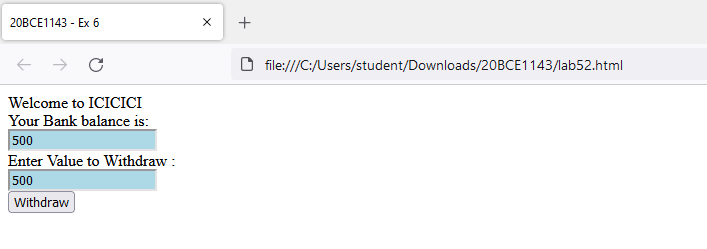 20BCE1143 - Ex 6
file:///C:/Users/student/Downloads/20BCE1143/lab52.html
Welcome to ICICICI
Your Bank balance is:
500
Enter Value to Withdraw :
500
Withdraw